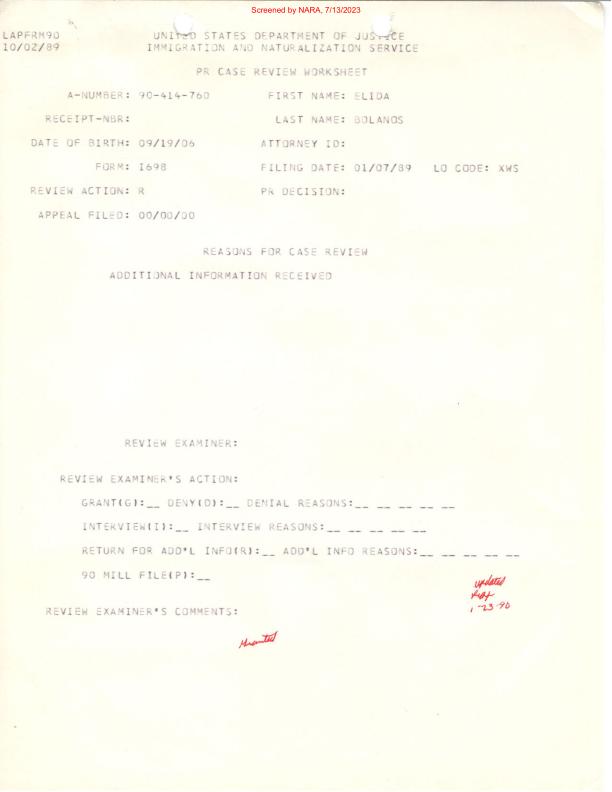 Screened by NARA, 7/13/2023
LAPFRM90 UNITED STATES DEPARTMENT OF JUSTICE
10/02/89 IMMIGRATION AND NATURALIZATION SERVICE
PR CASE REVIEW WORKSHEET
A-NUMBER: 90-414-760 FIRST NAME: ELIDA
RECEIPT-NBR: LAST NAME: BOLANOS
DATE OF BIRTH: 09/19/06 ATTORNEY ID:
FORM: I698 FILING DATE: 01/07/89 LO CODE: XWS
REVIEW ACTION: R PR DECISION:
APPEAL FILED: 00/00/00
REASONS FOR CASE REVIEW
ADDITIONAL INFORMATION RECEIVED
REVIEW EXAMINER:
REVIEW EXAMINER'S ACTION:
GRANT(G):__ DENY(D):__ DENIAL REASONS:__ __ __ __ __
INTERVIEW(I):__ INTERVIEW REASONS:__ __ __ __ __
RETURN FOR ADD'L INFO(R):__ ADD'L INFO REASONS:__ __ __ __ __
90 MILL FILE(P):__
updated
1-23-90
REVIEW EXAMINER'S COMMENTS:
Granted